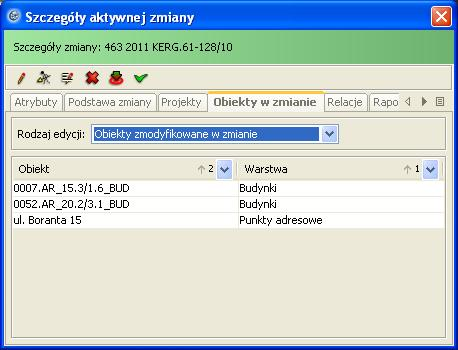 Szczegóły aktywnej zmiany
Szczegóły zmiany: 463 2011 KERG.61-128/10
Atrybuty Podstawa zmiany Projekty Obiekty w zmianie Relacje Rapo
Rodzaj edycji: Obiekty zmodyfikowane w zmianie
Obiekt 2 Warstwa 1
0007.AR_15.3/1.6_BUD Budynki
0052.AR_20.2/3.1_BUD Budynki
ul. Boranta 15 Punkty adresowe